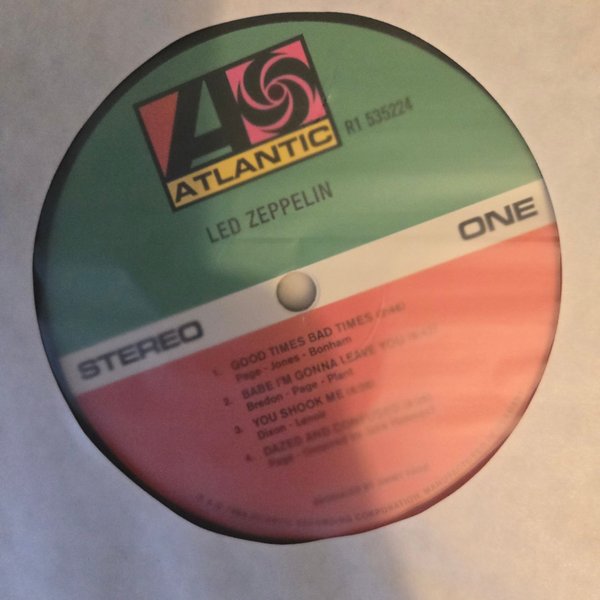 ATLANTIC
R1 535224
LED ZEPPELIN
STEREO
ONE
1. GOOD TIMES BAD TIMES
Page - Jones - Bonham
2. BABE I'M GONNA LEAVE YOU
Bredon - Page - Plant
3. YOU SHOOK ME
Dixon - Lenoir
4. DAZED AND CONFUSED
Page -